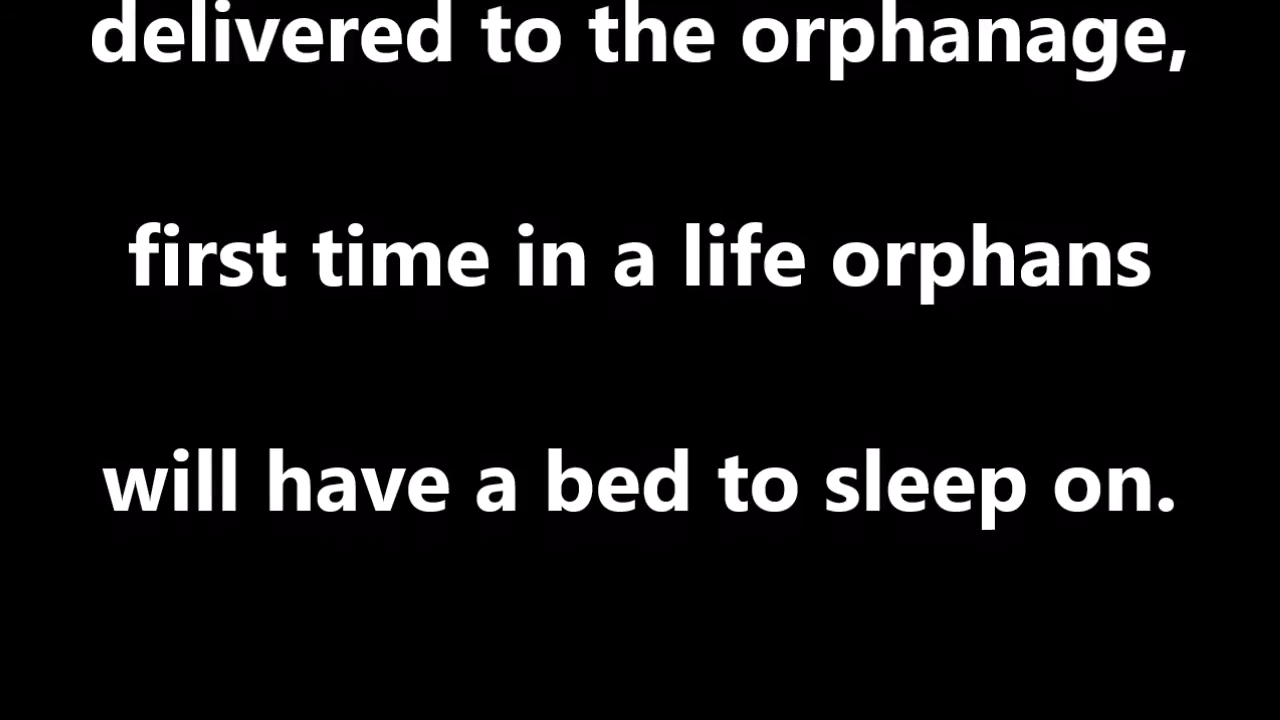 delivered to the orphanage,
first time in a life orphans
will have a bed to sleep on.